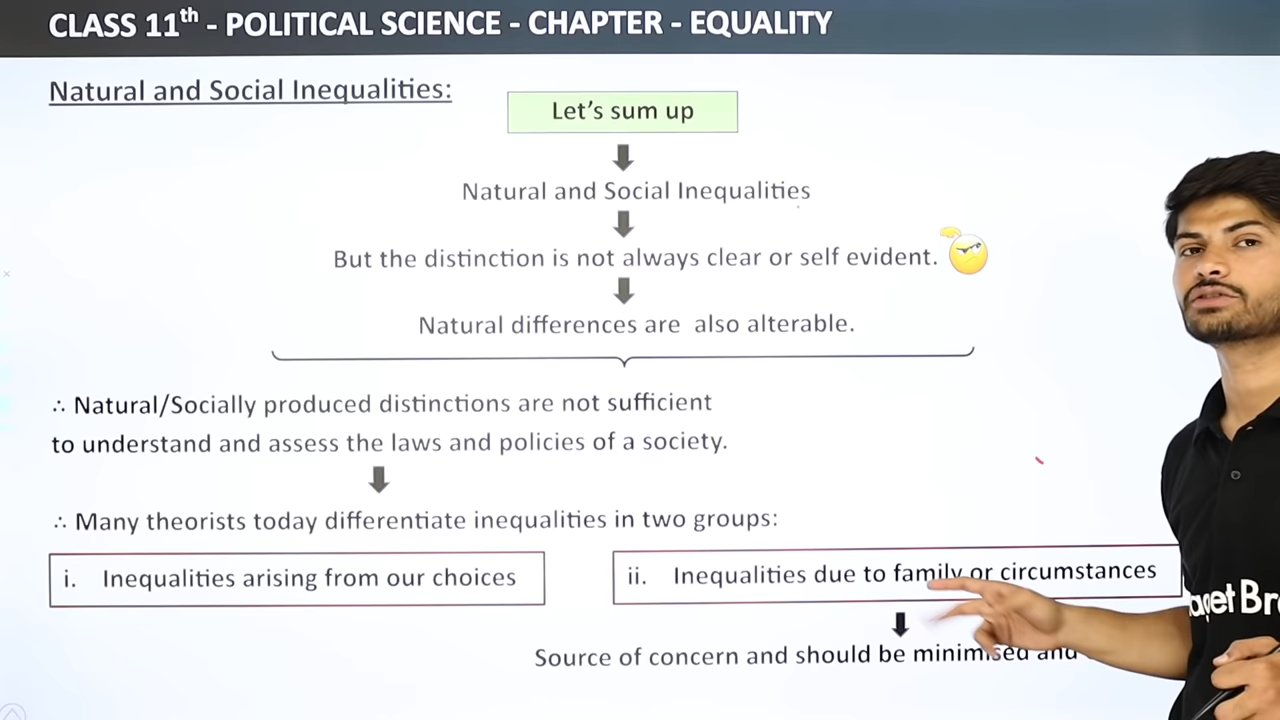 CLASS 11th - POLITICAL SCIENCE - CHAPTER - EQUALITY
Natural and Social Inequalities:
Let's sum up
Natural and Social Inequalities
But the distinction is not always clear or self evident.
Natural differences are also alterable.
∴ Natural/Socially produced distinctions are not sufficient
to understand and assess the laws and policies of a society.
∴ Many theorists today differentiate inequalities in two groups:
i. Inequalities arising from our choices
ii. Inequalities due to family or circumstances
Source of concern and should be minimised and